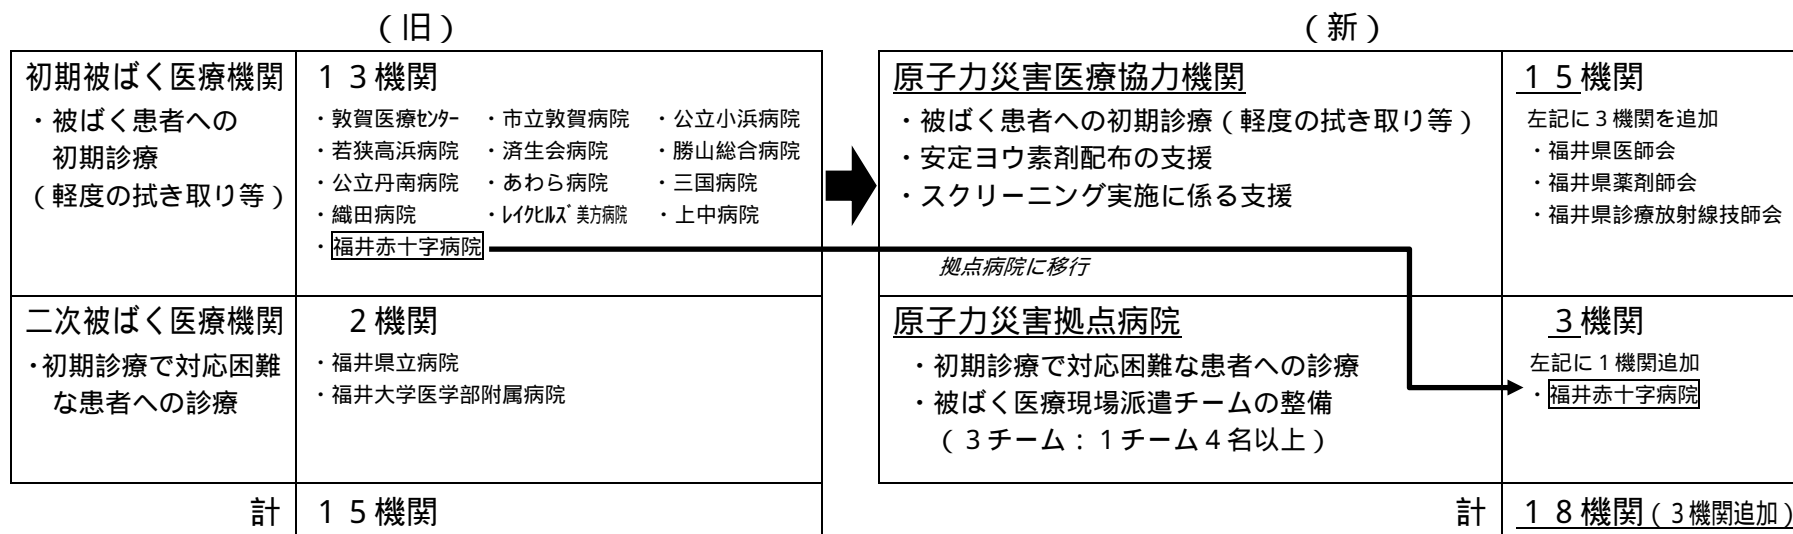 （旧）
初期被ばく医療機関
・被ばく患者への
初期診療
（軽度の拭き取り等）
１３機関
・敦賀医療ｾﾝﾀｰ ・市立敦賀病院 ・公立小浜病院
・若狭高浜病院 ・済生会病院 ・勝山総合病院
・公立丹南病院 ・あわら病院 ・三国病院
・織田病院 ・ﾚｲｸﾋﾙｽﾞ美方病院 ・上中病院
・福井赤十字病院
二次被ばく医療機関
・初期診療で対応困難
な患者への診療
２機関
・福井県立病院
・福井大学医学部附属病院
計 １５機関
（新）
原子力災害医療協力機関
・被ばく患者への初期診療（軽度の拭き取り等）
・安定ヨウ素剤配布の支援
・スクリーニング実施に係る支援
１５機関
左記に３機関を追加
・福井県医師会
・福井県薬剤師会
・福井県診療放射線技師会
拠点病院に移行
原子力災害拠点病院
・初期診療で対応困難な患者への診療
・被ばく医療現場派遣チームの整備
（３チーム：１チーム４名以上）
３機関
左記に１機関追加
・福井赤十字病院
計 １８機関（３機関追加）